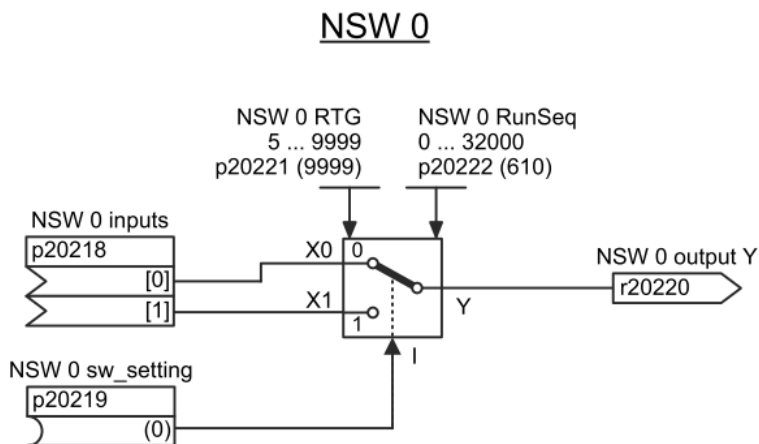 NSW 0
NSW 0 RTG
5 ... 9999
p20221 (9999)
NSW 0 RunSeq
0 ... 32000
p20222 (610)
NSW 0 inputs
p20218
[0]
[1]
X0
0
X1
1
Y
I
NSW 0 output Y
r20220
NSW 0 sw_setting
p20219
(0)